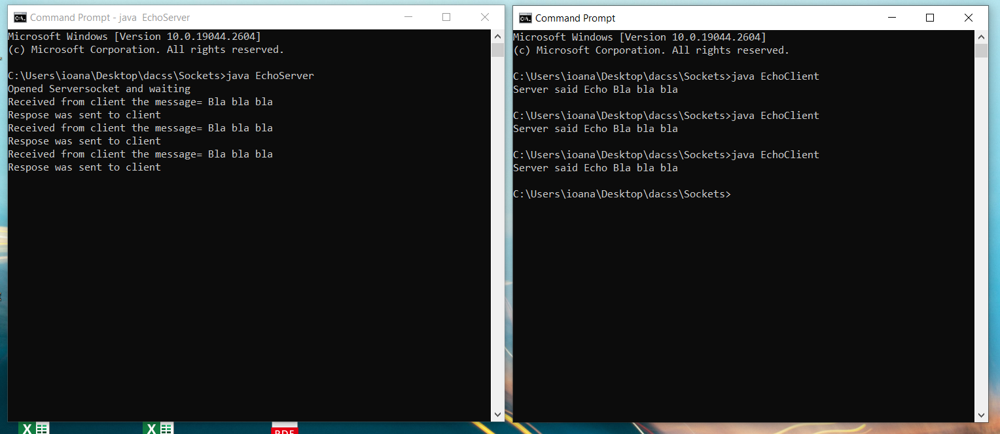 Command Prompt - java  EchoServer
Microsoft Windows [Version 10.0.19044.2604]
(c) Microsoft Corporation. All rights reserved.
C:\Users\ioana\Desktop\dacss\Sockets>java EchoServer
Opened Serversocket and waiting
Received from client the message= Bla bla bla
Respose was sent to client
Received from client the message= Bla bla bla
Respose was sent to client
Received from client the message= Bla bla bla
Respose was sent to client
Command Prompt
Microsoft Windows [Version 10.0.19044.2604]
(c) Microsoft Corporation. All rights reserved.
C:\Users\ioana\Desktop\dacss\Sockets>java EchoClient
Server said Echo Bla bla bla
C:\Users\ioana\Desktop\dacss\Sockets>java EchoClient
Server said Echo Bla bla bla
C:\Users\ioana\Desktop\dacss\Sockets>java EchoClient
Server said Echo Bla bla bla
C:\Users\ioana\Desktop\dacss\Sockets>
X
X
PDF